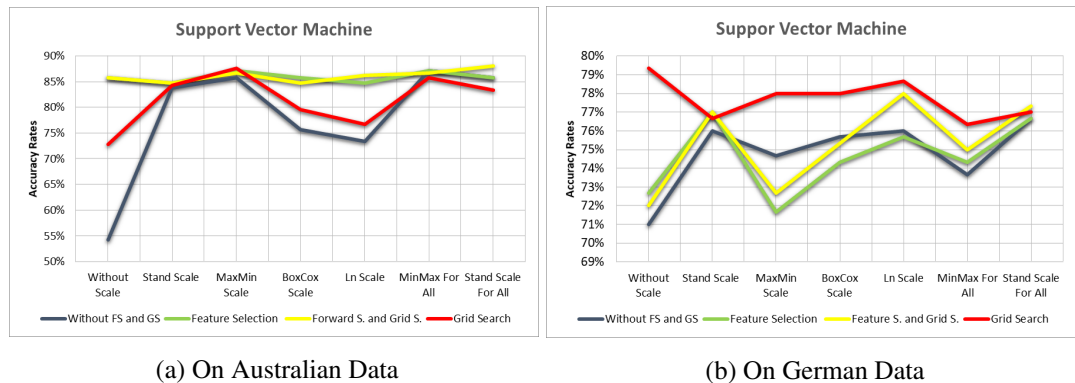 Support Vector Machine
Accuracy Rates
90%
85%
80%
75%
70%
65%
60%
55%
50%
Without Scale
Stand Scale
MaxMin Scale
BoxCox Scale
Ln Scale
MinMax For All
Stand Scale For All
Without FS and GS
Feature Selection
Forward S. and Grid S.
Grid Search
(a) On Australian Data
Suppor Vector Machine
Accuracy Rates
80%
79%
78%
77%
76%
75%
74%
73%
72%
71%
70%
69%
Without Scale
Stand Scale
MaxMin Scale
BoxCox Scale
Ln Scale
MinMax For All
Stand Scale For All
Without FS and GS
Feature Selection
Feature S. and Grid S.
Grid Search
(b) On German Data